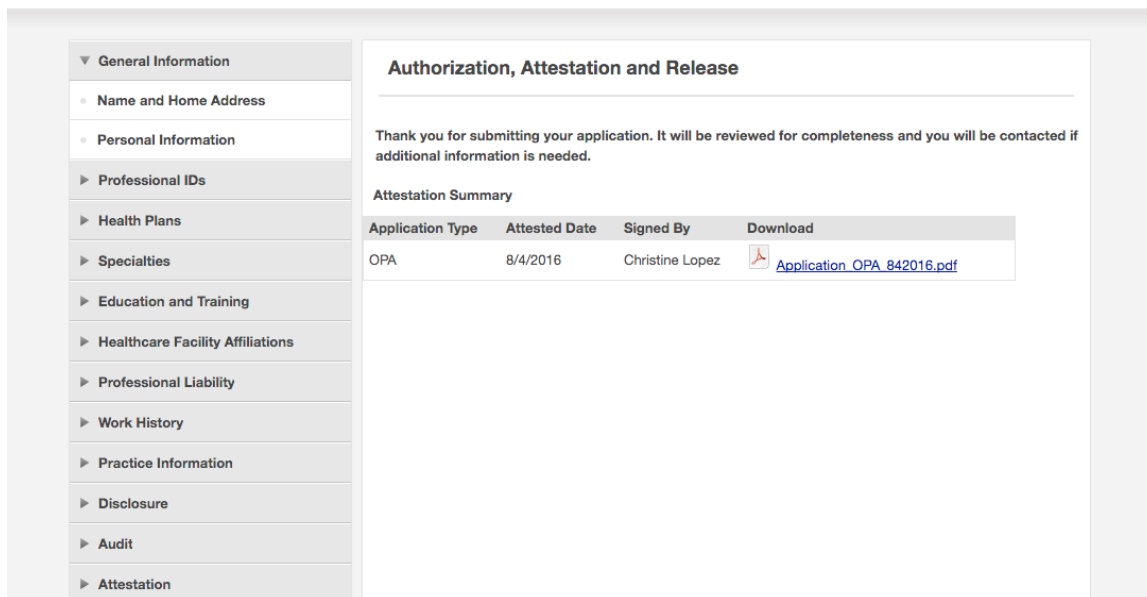 General Information
Name and Home Address
Personal Information
Professional IDs
Health Plans
Specialties
Education and Training
Healthcare Facility Affiliations
Professional Liability
Work History
Practice Information
Disclosure
Audit
Attestation
Authorization, Attestation and Release
Thank you for submitting your application. It will be reviewed for completeness and you will be contacted if
additional information is needed.
Attestation Summary
Application Type Attested Date Signed By Download
OPA 8/4/2016 Christine Lopez Application_OPA_842016.pdf